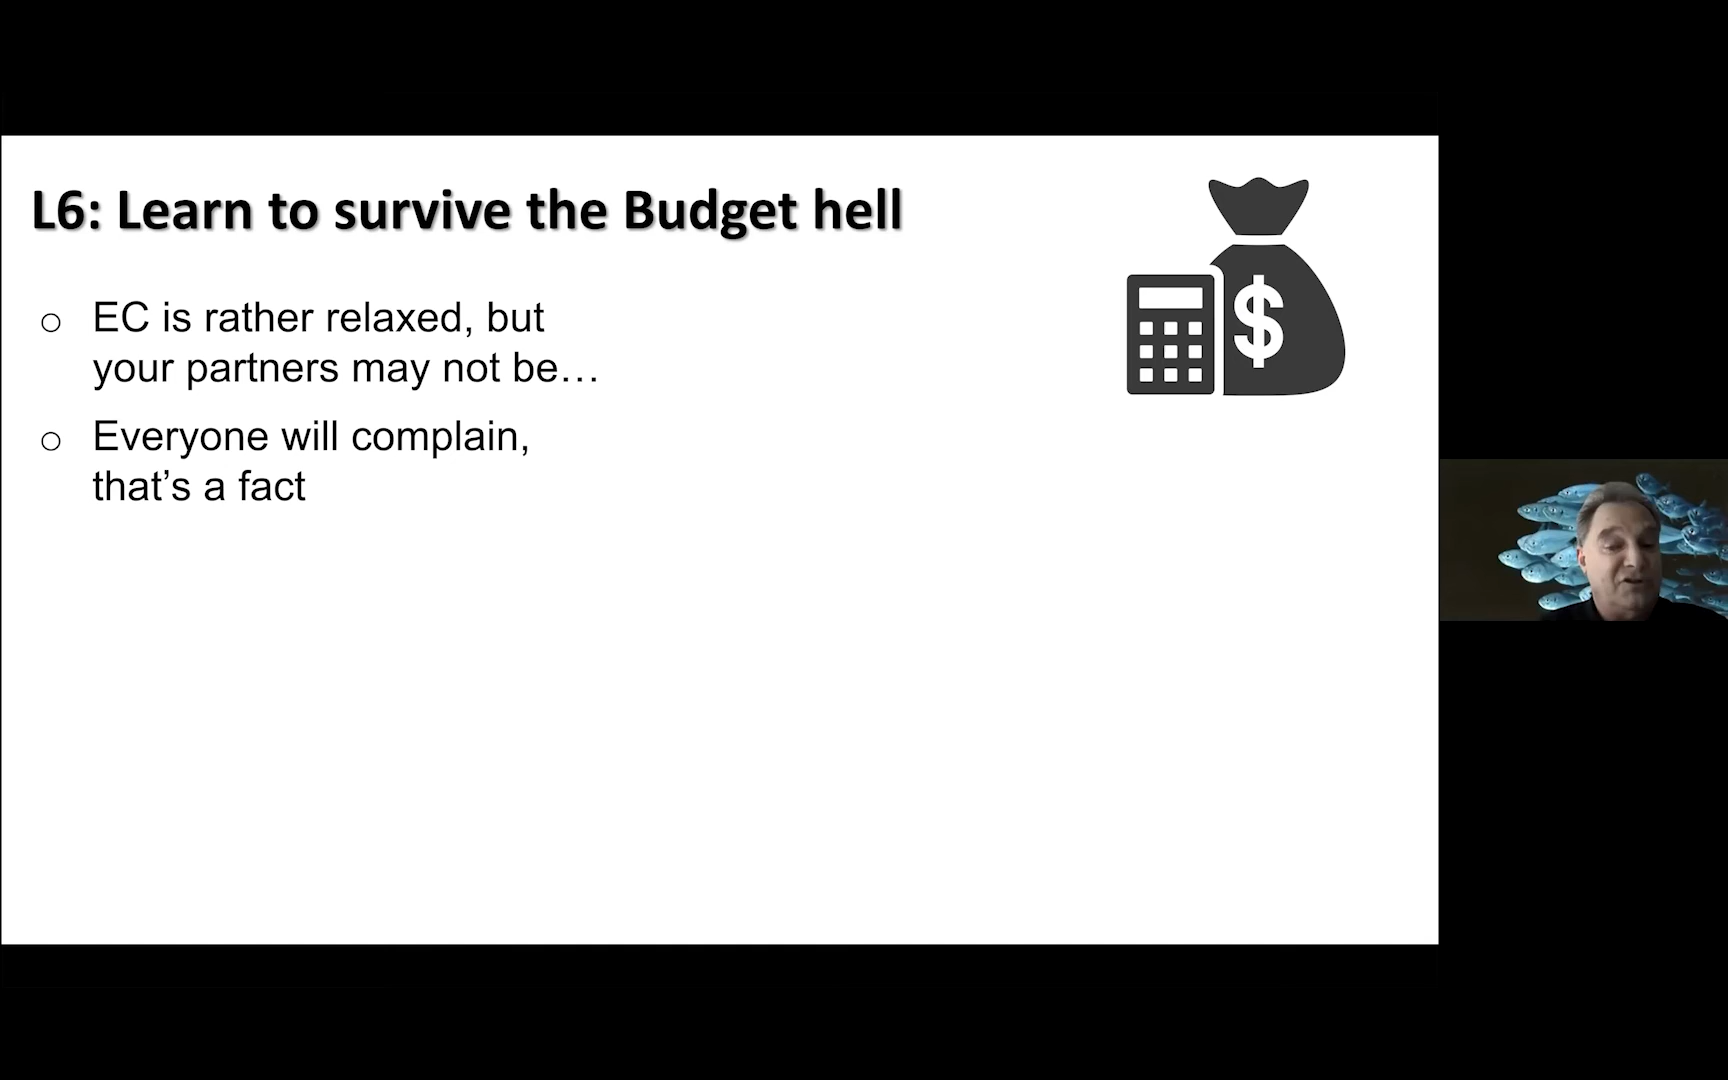 L6: Learn to survive the Budget hell
o EC is rather relaxed, but
your partners may not be…
o Everyone will complain,
that’s a fact
$